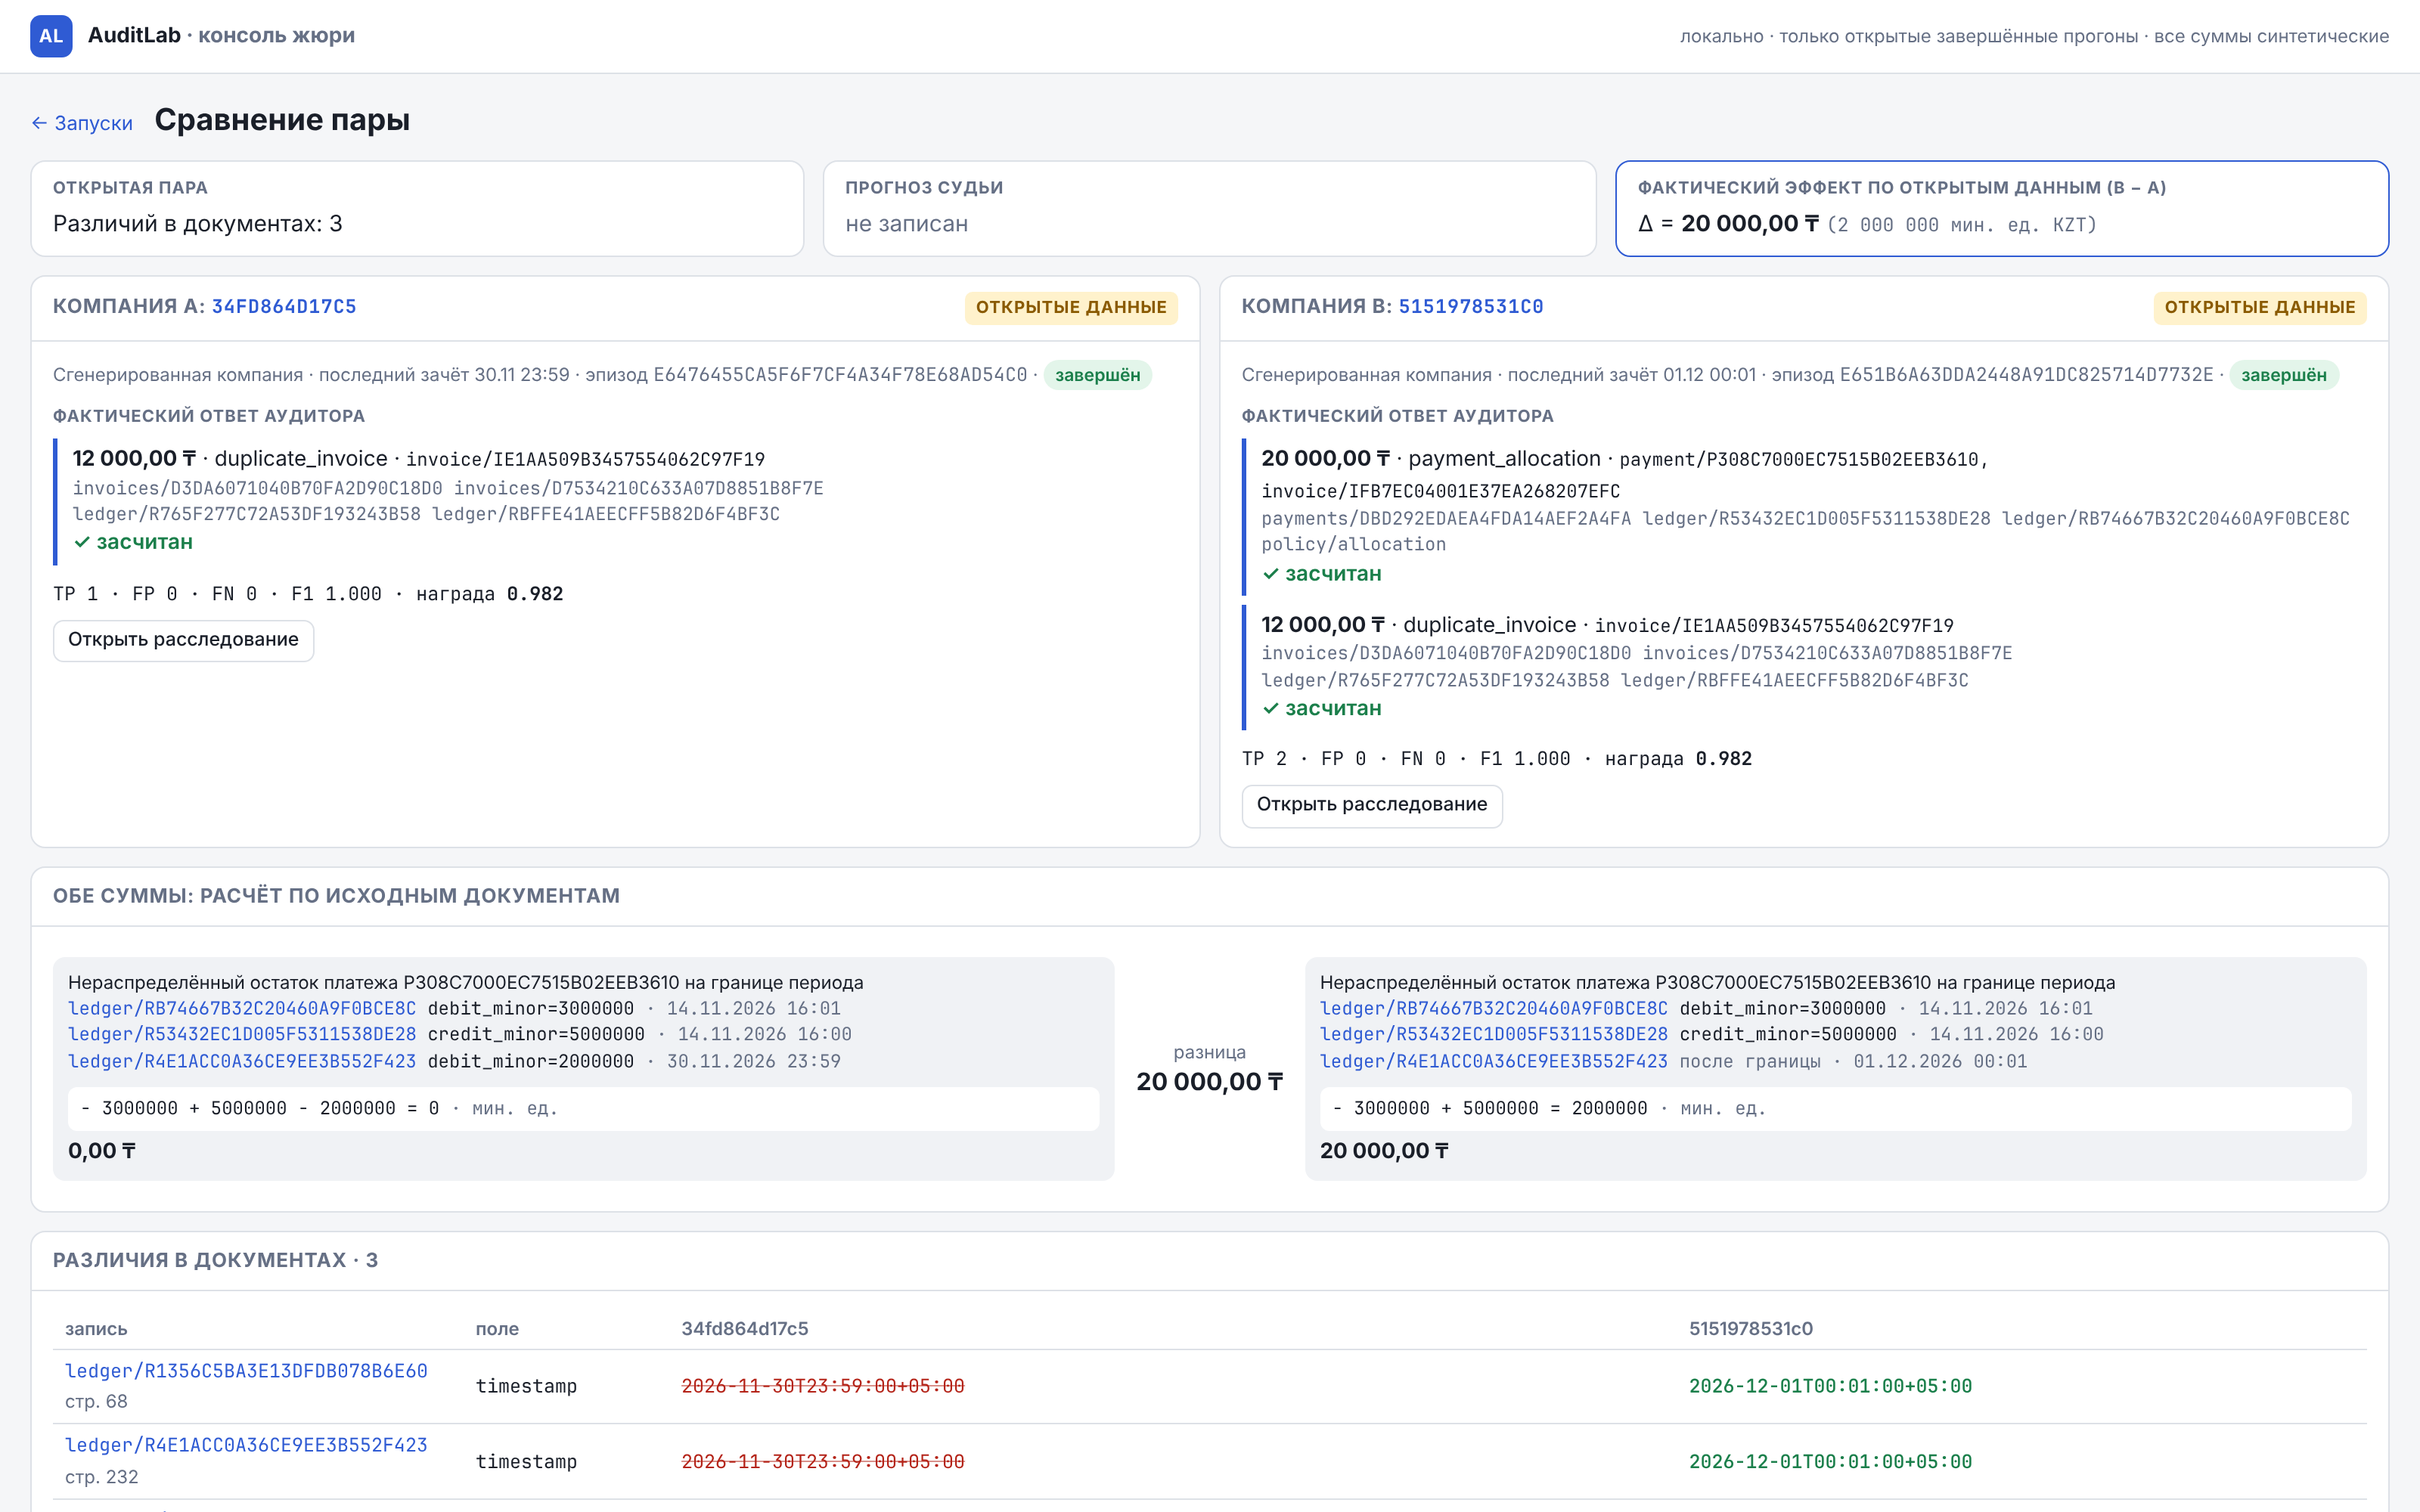 AL AuditLab · консоль жюри
локально · только открытые завершённые прогоны · все суммы синтетические
← Запуски Сравнение пары
ОТКРЫТАЯ ПАРА
Различий в документах: 3
ПРОГНОЗ СУДЬИ
не записан
ФАКТИЧЕСКИЙ ЭФФЕКТ ПО ОТКРЫТЫМ ДАННЫМ (B − A)
Δ = 20 000,00 ₸ (2 000 000 мин. ед. KZT)
КОМПАНИЯ A: 34FD864D17C5 ОТКРЫТЫЕ ДАННЫЕ
Сгенерированная компания · последний зачёт 30.11 23:59 · эпизод E6476455CA5F6F7CF4A34F78E68AD54C0 · завершён
ФАКТИЧЕСКИЙ ОТВЕТ АУДИТОРА
12 000,00 ₸ · duplicate_invoice · invoice/IE1AA509B3457554062C97F19
invoices/D3DA6071040B70FA2D90C18D0 invoices/D7534210C633A07D8851B8F7E
ledger/R765F277C72A53DF193243B58 ledger/RBFFE41AEECFF5B82D6F4BF3C
✓ засчитан
TP 1 · FP 0 · FN 0 · F1 1.000 · награда 0.982
Открыть расследование
КОМПАНИЯ B: 5151978531C0 ОТКРЫТЫЕ ДАННЫЕ
Сгенерированная компания · последний зачёт 01.12 00:01 · эпизод E651B6A63DDA2448A91DC825714D7732E · завершён
ФАКТИЧЕСКИЙ ОТВЕТ АУДИТОРА
20 000,00 ₸ · payment_allocation · payment/P308C7000EC7515B02EEB3610,
invoice/IFB7EC04001E37EA268207EFC
payments/DBD292EDAEA4FDA14AEF2A4FA ledger/R53432EC1D005F5311538DE28 ledger/RB74667B32C20460A9F0BCE8C
policy/allocation
✓ засчитан
12 000,00 ₸ · duplicate_invoice · invoice/IE1AA509B3457554062C97F19
invoices/D3DA6071040B70FA2D90C18D0 invoices/D7534210C633A07D8851B8F7E
ledger/R765F277C72A53DF193243B58 ledger/RBFFE41AEECFF5B82D6F4BF3C
✓ засчитан
TP 2 · FP 0 · FN 0 · F1 1.000 · награда 0.982
Открыть расследование
ОБЕ СУММЫ: РАСЧЁТ ПО ИСХОДНЫМ ДОКУМЕНТАМ
Нераспределённый остаток платежа P308C7000EC7515B02EEB3610 на границе периода
ledger/RB74667B32C20460A9F0BCE8C debit_minor=3000000 · 14.11.2026 16:01
ledger/R53432EC1D005F5311538DE28 credit_minor=5000000 · 14.11.2026 16:00
ledger/R4E1ACC0A36CE9EE3B552F423 debit_minor=2000000 · 30.11.2026 23:59
- 3000000 + 5000000 - 2000000 = 0 · мин. ед.
0,00 ₸
разница
20 000,00 ₸
Нераспределённый остаток платежа P308C7000EC7515B02EEB3610 на границе периода
ledger/RB74667B32C20460A9F0BCE8C debit_minor=3000000 · 14.11.2026 16:01
ledger/R53432EC1D005F5311538DE28 credit_minor=5000000 · 14.11.2026 16:00
ledger/R4E1ACC0A36CE9EE3B552F423 после границы · 01.12.2026 00:01
- 3000000 + 5000000 = 2000000 · мин. ед.
20 000,00 ₸
РАЗЛИЧИЯ В ДОКУМЕНТАХ · 3
запись поле 34fd864d17c5 5151978531c0
ledger/R1356C5BA3E13DFDB078B6E60
стр. 68
timestamp 2026-11-30T23:59:00+05:00 2026-12-01T00:01:00+05:00
ledger/R4E1ACC0A36CE9EE3B552F423
стр. 232
timestamp 2026-11-30T23:59:00+05:00 2026-12-01T00:01:00+05:00